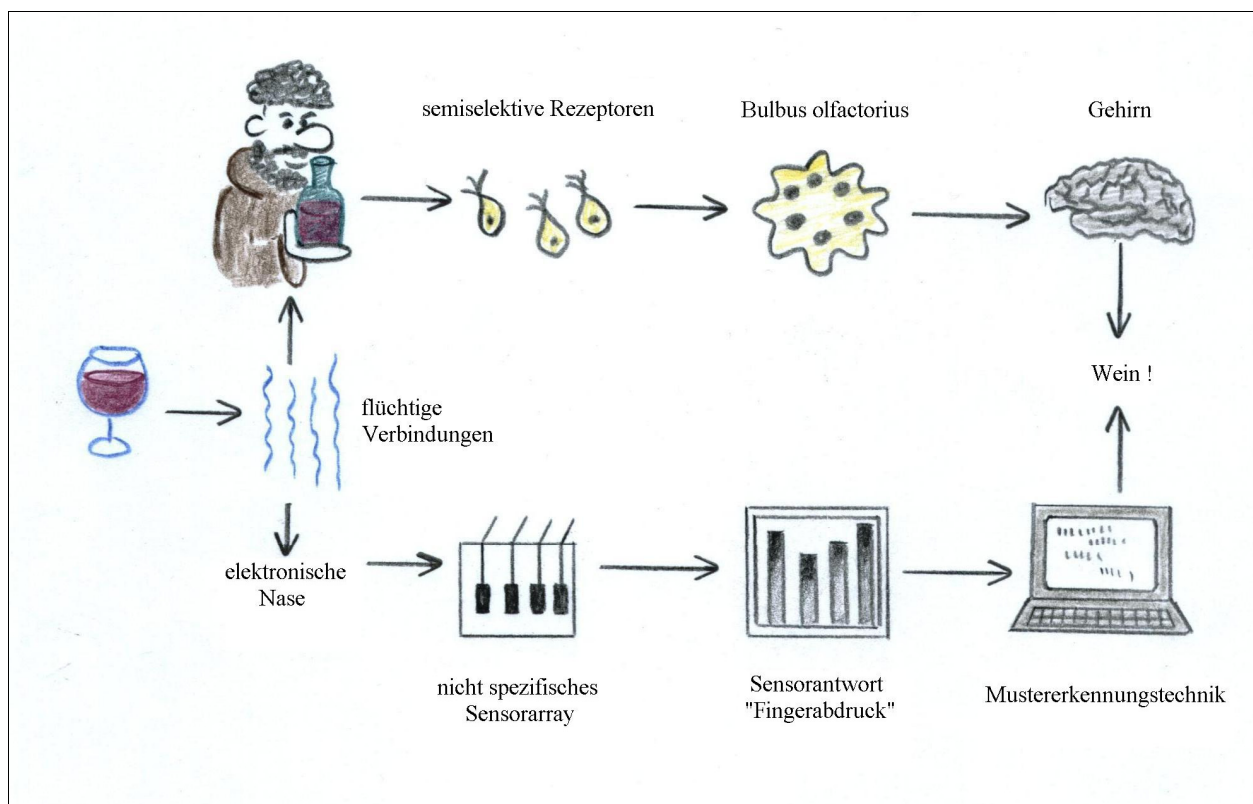 semiselektive Rezeptoren
Bulbus olfactorius
Gehirn
Wein !
flüchtige
Verbindungen
elektronische
Nase
nicht spezifisches
Sensorarray
Sensorantwort
"Fingerabdruck"
Mustererkennungstechnik